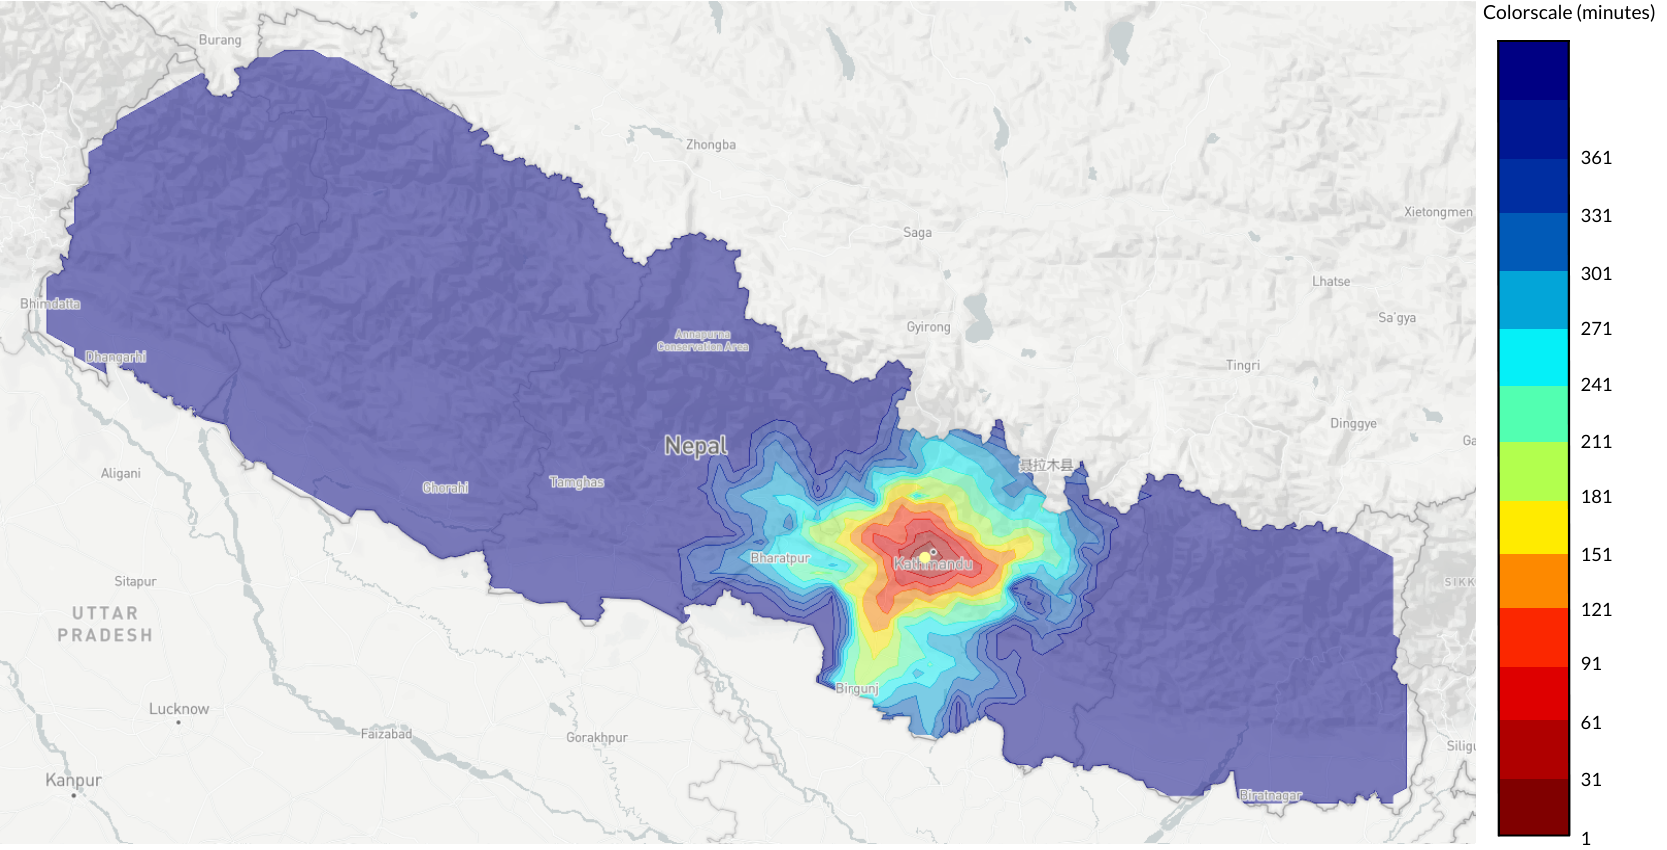 Colorscale (minutes)
Burang
Zhongba
Xietongmen
Saga
Lhatse
Bhimdatta
Sa'gya
Gyirong
Annapurna
Conservation Area
Dhangarhi
Tingri
Dinggye
Ga
Nepal
聂拉木县
Aligani
Ghorahi
Tamghas
Bharatpur
Kathmandu
Sitapur
SIKK
UTTAR
PRADESH
Birgunj
Lucknow
Faizabad
Gorakhpur
Siligu
Kanpur
Biratnagar
361
331
301
271
241
211
181
151
121
91
61
31
1